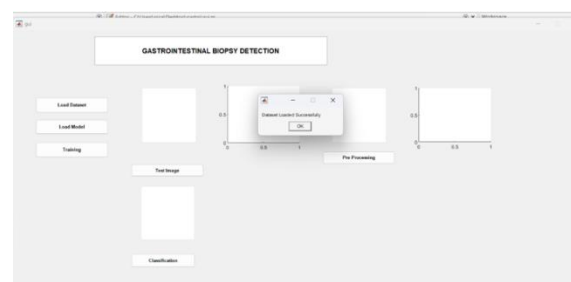 gui
GASTROINTESTINAL BIOPSY DETECTION
Load Dataset
Load Model
Training
1
0.5
0
0 0.5 1
Dataset Loaded Successfully
OK
1
0.5
0
0 0.5 1
Test Image
Pre Processing
Classification